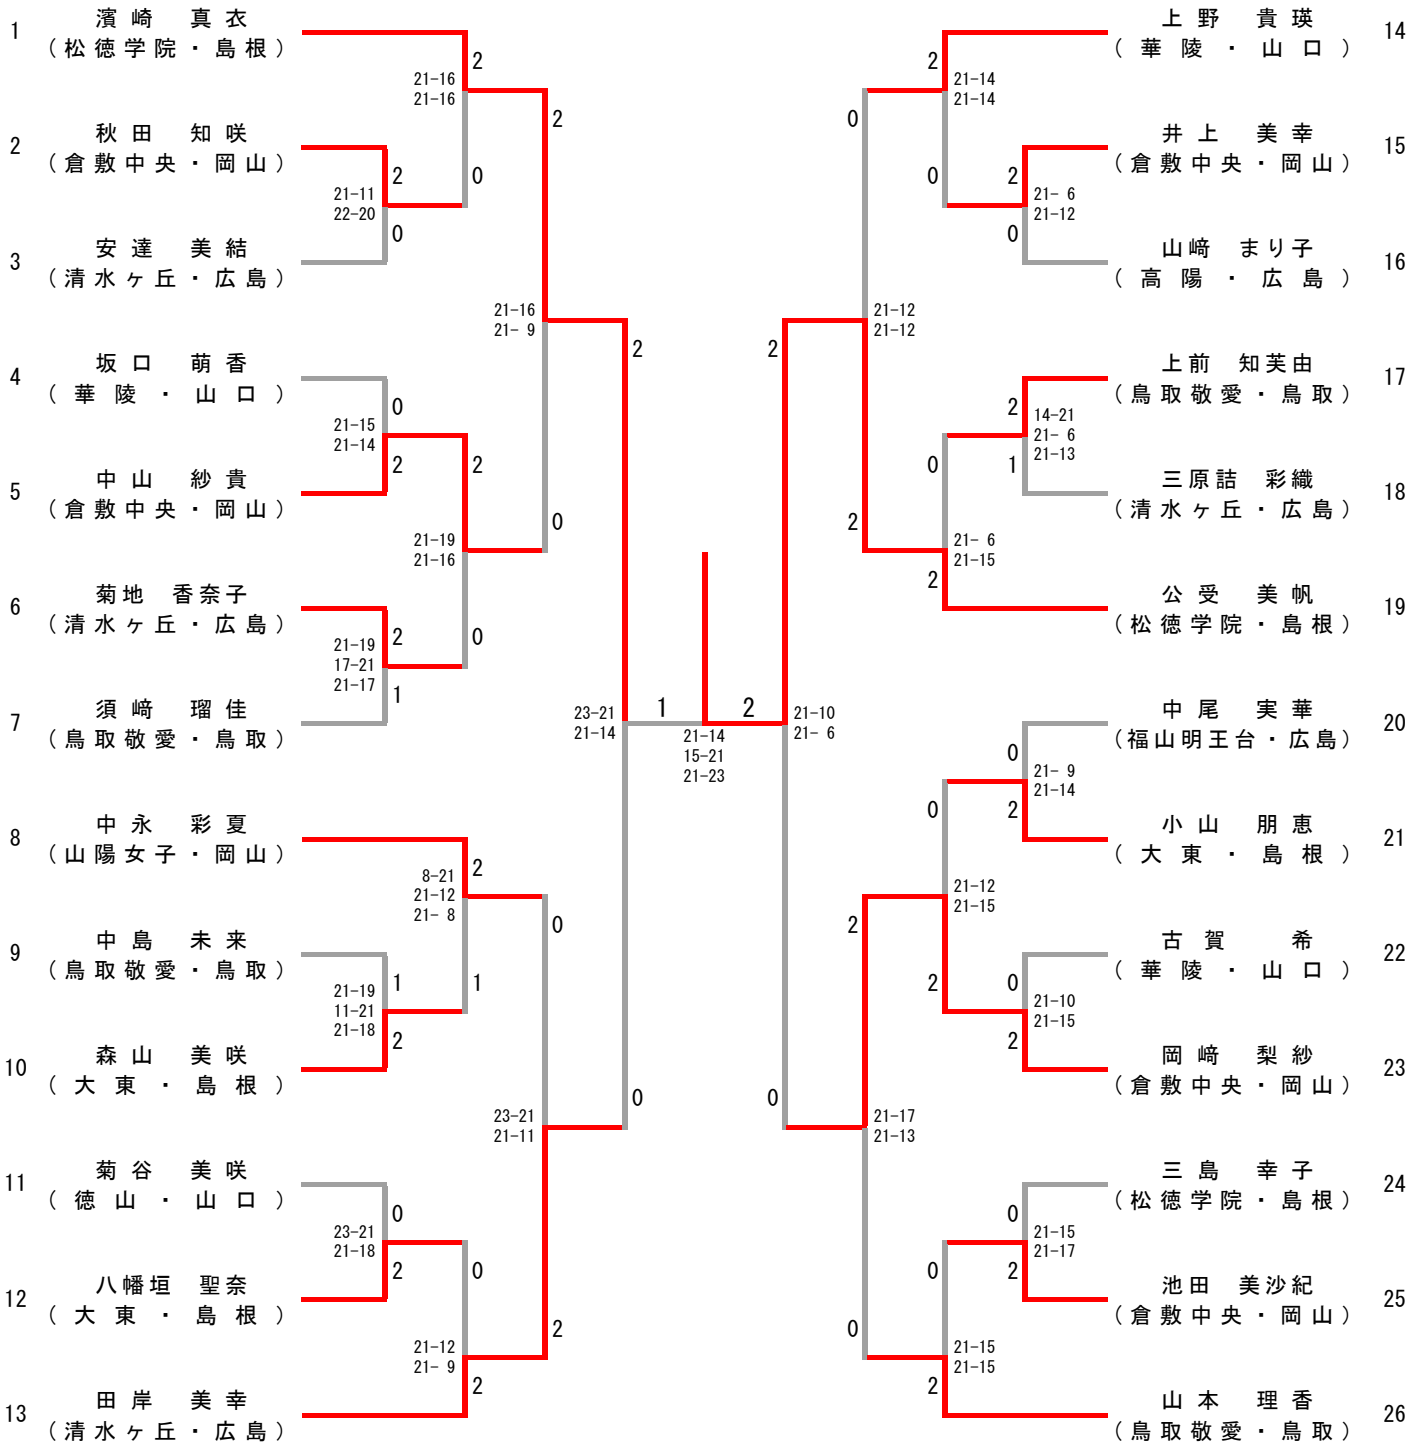 1 濱崎 真衣
(松徳学院・島根)
2
21-16
21-16
2
2 秋田 知咲
(倉敷中央・岡山)
2
0
21-11
22-20
0
3 安達 美結
(清水ヶ丘・広島)
21-16
21- 9
2
4 坂口 萌香
(華陵・山口)
0
21-15
21-14
2
2
5 中山 紗貴
(倉敷中央・岡山)
0
21-19
21-16
6 菊地 香奈子
(清水ヶ丘・広島)
2
0
21-19
17-21
21-17
1
7 須﨑 瑠佳
(鳥取敬愛・鳥取)
23-21
21-14
1
2
21-14
15-21
21-23
8 中永 彩夏
(山陽女子・岡山)
2
8-21
21-12
21- 8
0
9 中島 未来
(鳥取敬愛・鳥取)
1
1
21-19
11-21
21-18
2
10 森山 美咲
(大東・島根)
0
23-21
21-11
11 菊谷 美咲
(徳山・山口)
0
23-21
21-18
2
0
12 八幡垣 聖奈
(大東・島根)
2
21-12
21- 9
2
13 田岸 美幸
(清水ヶ丘・広島)
上野 貴瑛 14
(華陵・山口)
2
21-14
21-14
0
井上 美幸 15
(倉敷中央・岡山)
0
2
21- 6
21-12
0
山﨑 まり子 16
(高陽・広島)
21-12
21-12
2
上前 知芙由 17
(鳥取敬愛・鳥取)
2
14-21
21- 6
21-13
0
1
三原詰 彩織 18
(清水ヶ丘・広島)
2
21- 6
21-15
2
公受 美帆 19
(松徳学院・島根)
21-10
21- 6
中尾 実華 20
(福山明王台・広島)
0
21- 9
21-14
0
2
小山 朋恵 21
(大東・島根)
21-12
21-15
2
古賀 希 22
(華陵・山口)
2
0
21-10
21-15
2
岡﨑 梨紗 23
(倉敷中央・岡山)
0
21-17
21-13
三島 幸子 24
(松徳学院・島根)
0
21-15
21-17
0
2
池田 美沙紀 25
(倉敷中央・岡山)
0
21-15
21-15
2
山本 理香 26
(鳥取敬愛・鳥取)